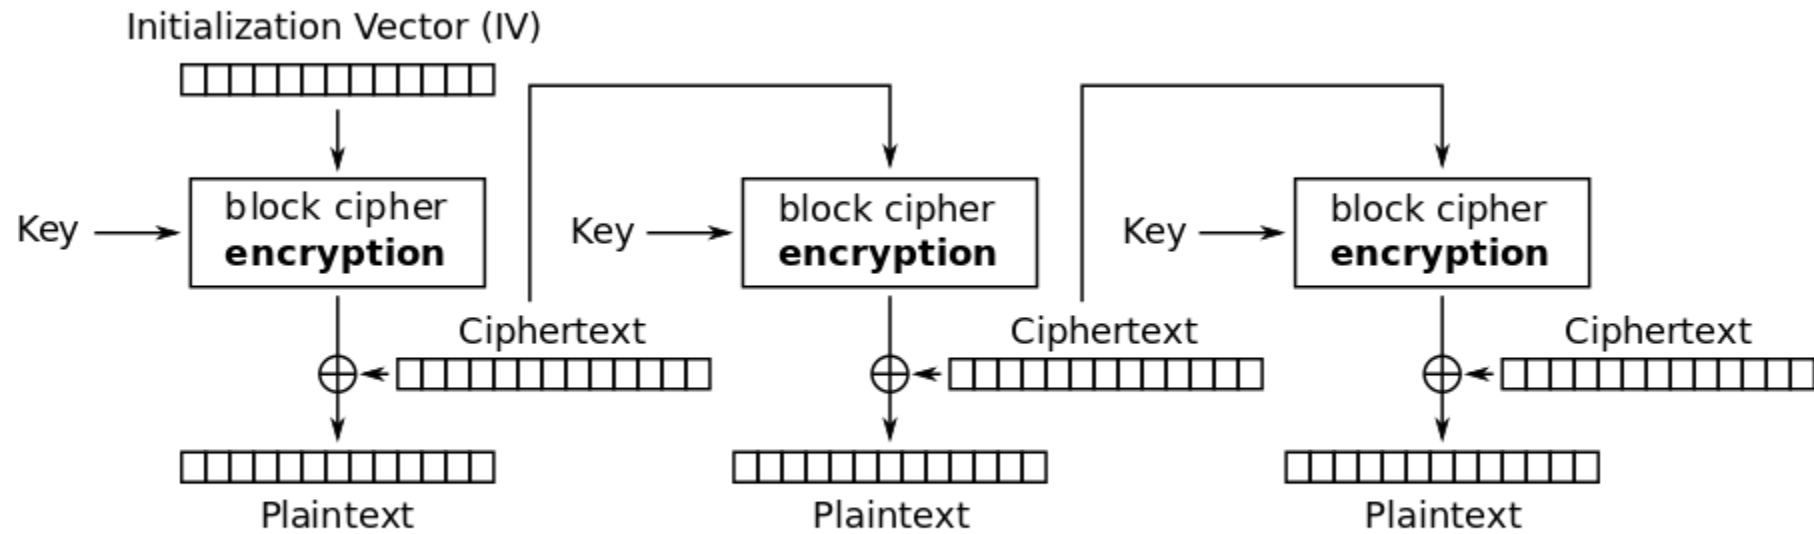 Initialization Vector (IV)
Key
block cipher
encryption
Ciphertext
Plaintext
Key
block cipher
encryption
Ciphertext
Plaintext
Key
block cipher
encryption
Ciphertext
Plaintext